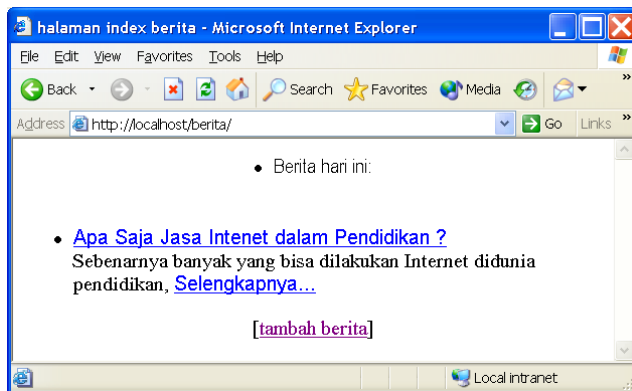 halaman index berita - Microsoft Internet Explorer
File Edit View Favorites Tools Help
Back Search Favorites Media »
Address http://localhost/berita/ Go Links »
• Berita hari ini:
• Apa Saja Jasa Intenet dalam Pendidikan ?
Sebenarnya banyak yang bisa dilakukan Internet didunia
pendidikan, Selengkapnya...
[tambah berita]
Local intranet